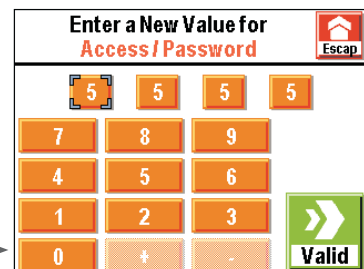 Enter a New Value for
Access / Password
Escap
5 5 5 5
7 8 9
4 5 6
1 2 3
0 + -
Valid